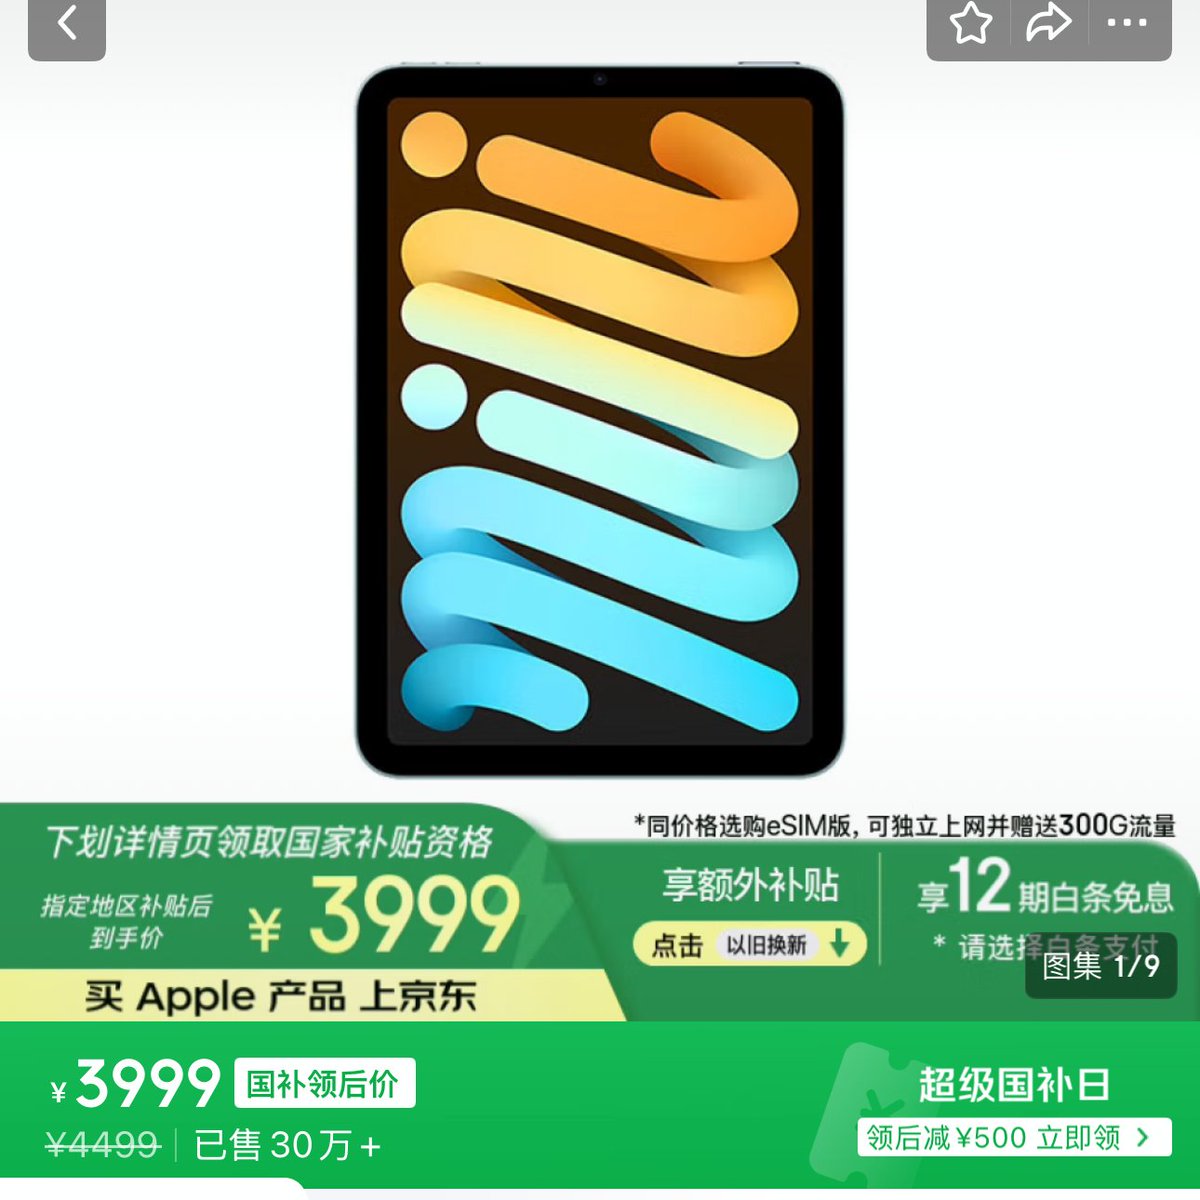 下划详情页领取国家补贴资格
指定地区补贴后
到手价
¥ 3999
买 Apple 产品 上京东
*同价格选购eSIM版, 可独立上网并赠送300G流量
享额外补贴
点击 以旧换新
享12期白条免息
* 请选择白条支付
图集 1/9
¥3999 国补领后价
¥4499 已售30万+
超级国补日
领后减¥500 立即领